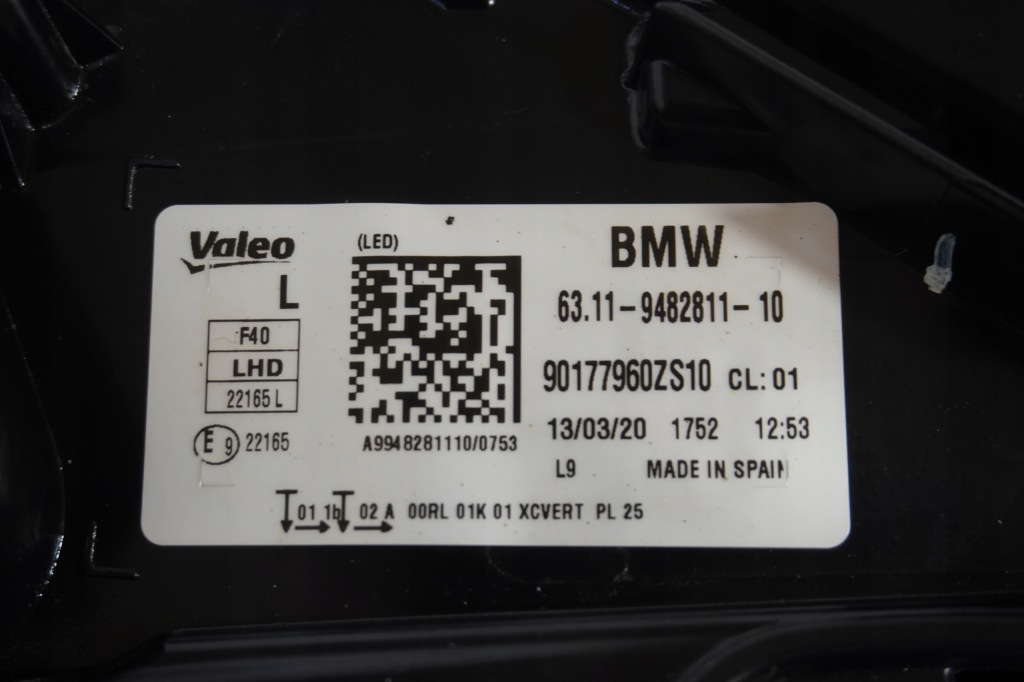 Valeo
L
F40
LHD
22165 L
E 9 22165
(LED)
A9948281110/0753
BMW
63.11-9482811-10
90177960ZS10 CL:01
13/03/20 1752 12:53
L9 MADE IN SPAIN
01 1b 02 A 00RL 01K 01 XCVERT PL 25